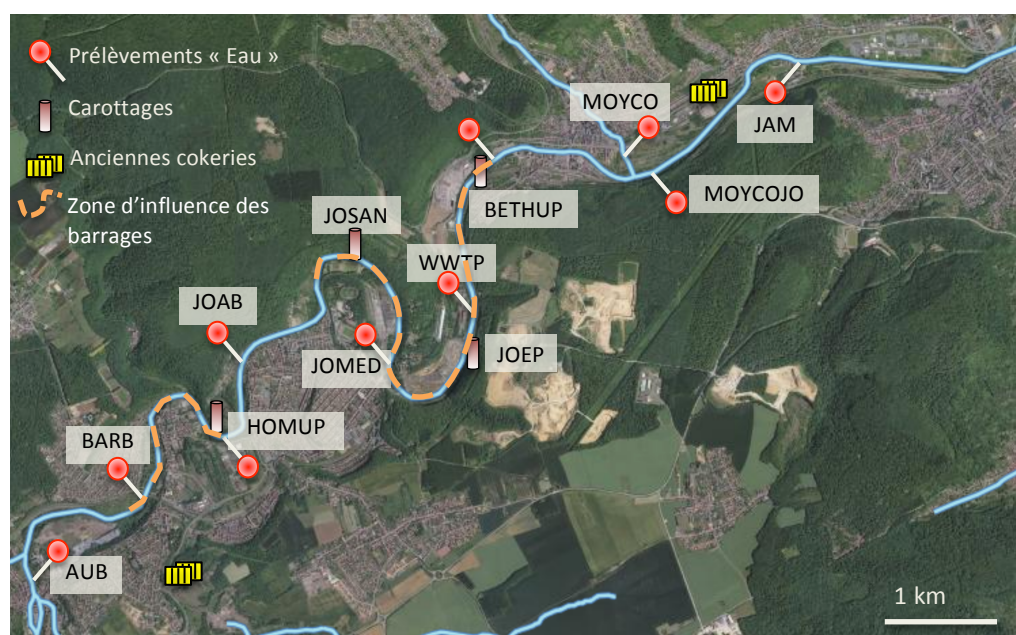 Prélèvements « Eau »
Carottages
Anciennes cokeries
Zone d'influence des
barrages
MOYCO
JAM
MOYCOJO
BETHUP
JOSAN
WWTP
JOAB
JOMED
JOEP
HOMUP
BARB
AUB
1 km